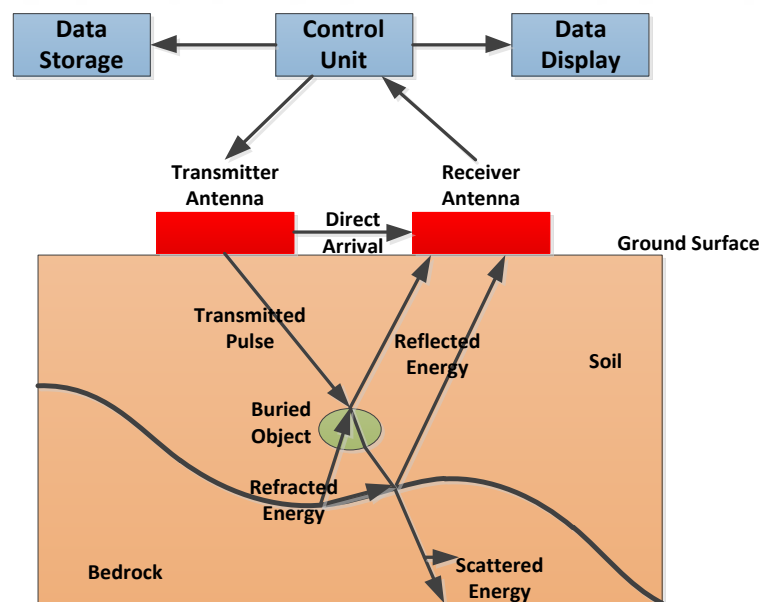 Data
Storage
Control
Unit
Data
Display
Transmitter
Antenna
Receiver
Antenna
Direct
Arrival
Ground Surface
Transmitted
Pulse
Reflected
Energy
Soil
Buried
Object
Refracted
Energy
Bedrock
Scattered
Energy